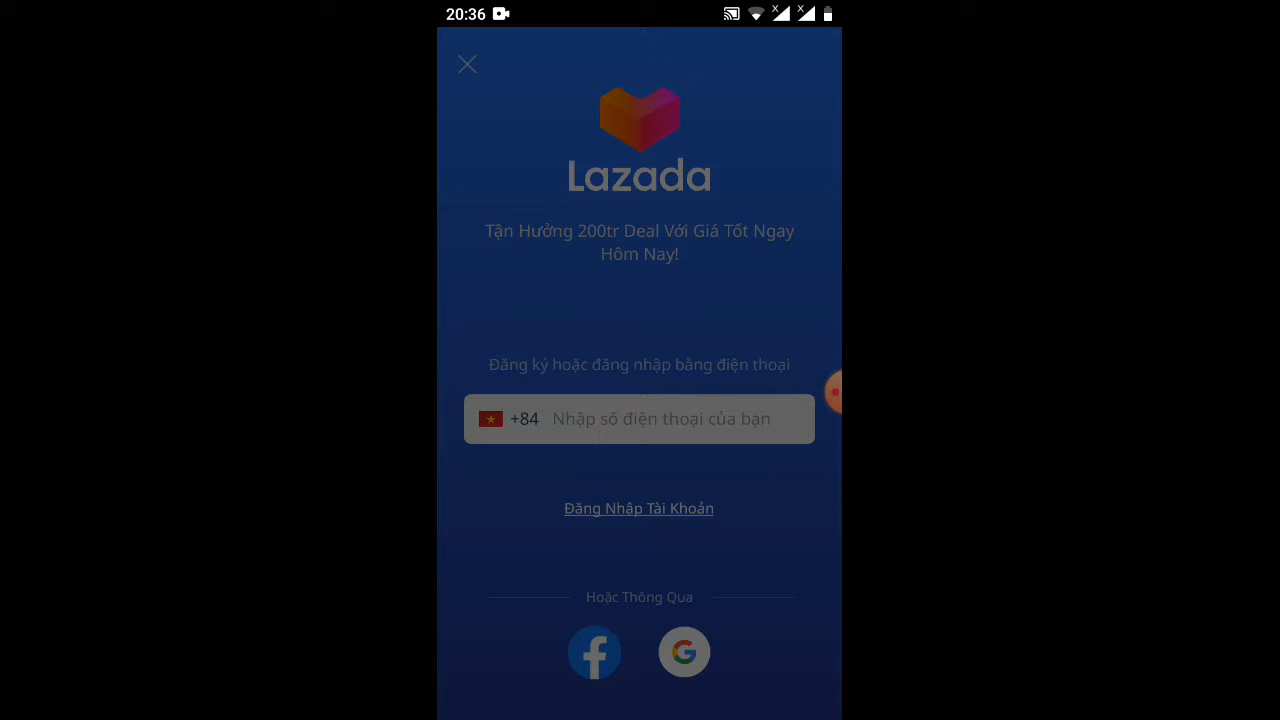 20:36
Lazada
Tận Hưởng 200tr Deal Với Giá Tốt Ngay
Hôm Nay!
Đăng ký hoặc đăng nhập bằng điện thoại
+84 Nhập số điện thoại của bạn
Đăng Nhập Tài Khoản
Hoặc Thông Qua